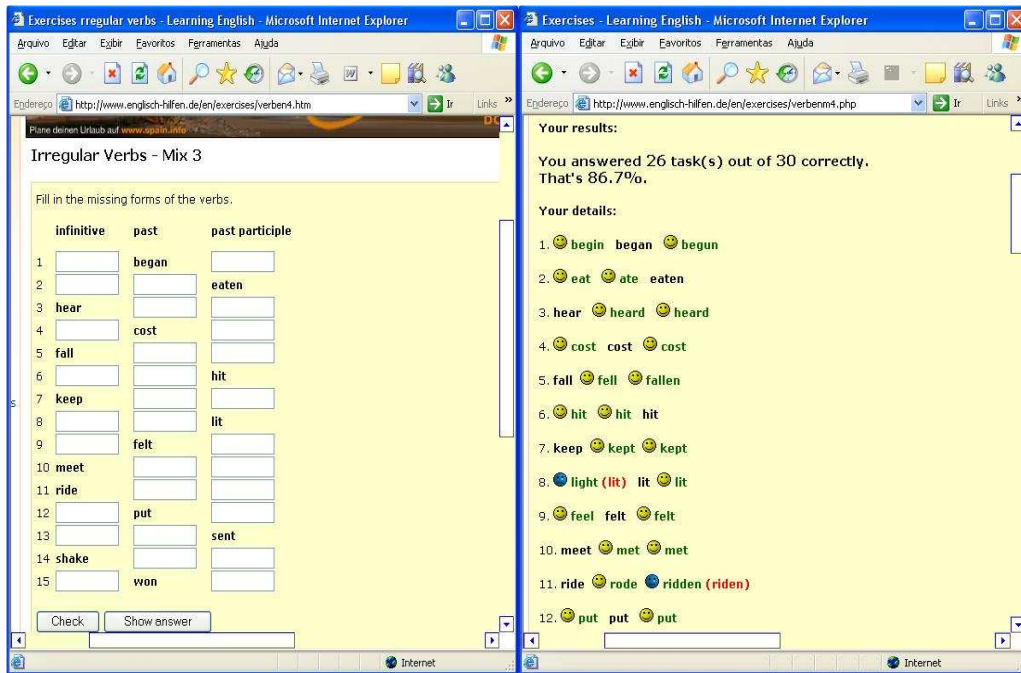 Exercises rregular verbs - Learning English - Microsoft Internet Explorer
Arquivo Editar Exibir Favoritos Ferramentas Ajuda
Endereço http://www.englisch-hilfen.de/en/exercises/verben4.htm Ir Links »
Plane deinen Urlaub auf www.spain.info
DO
Irregular Verbs - Mix 3
Fill in the missing forms of the verbs.
infinitive past past participle
1 began
2 eaten
3 hear
4 cost
5 fall
6 hit
7 keep
s
8 lit
9 felt
10 meet
11 ride
12 put
13 sent
14 shake
15 won
Check Show answer
Internet
Exercises - Learning English - Microsoft Internet Explorer
Arquivo Editar Exibir Favoritos Ferramentas Ajuda
Endereço http://www.englisch-hilfen.de/en/exercises/verbenm4.php Ir Links »
Your results:
You answered 26 task(s) out of 30 correctly.
That's 86.7%.
Your details:
1. begin began begun
2. eat ate eaten
3. hear heard heard
4. cost cost cost
5. fall fell fallen
6. hit hit hit
7. keep kept kept
8. light (lit) lit lit
9. feel felt felt
10. meet met met
11. ride rode ridden (riden)
12. put put put
Internet